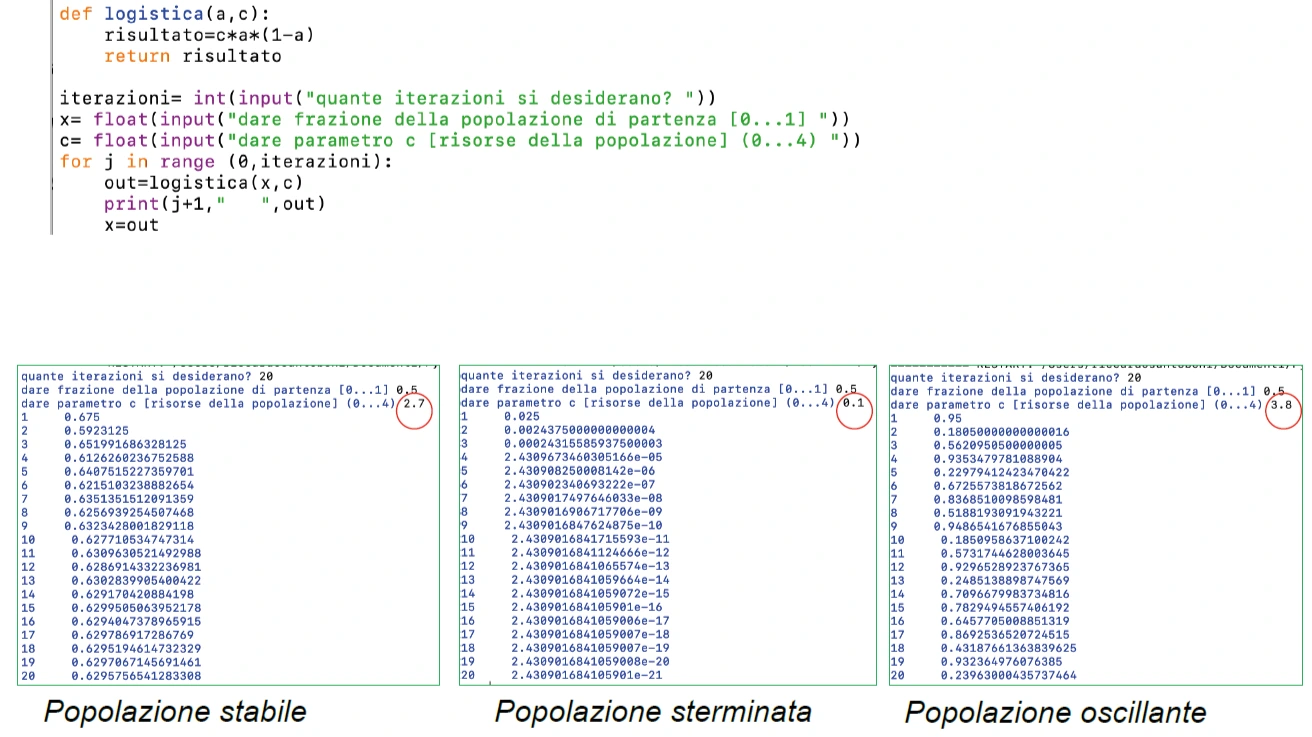 def logistica(a,c):
    risultato=c*a*(1-a)
    return risultato
iterazioni= int(input("quante iterazioni si desiderano? "))
x= float(input("dare frazione della popolazione di partenza [0...1] "))
c= float(input("dare parametro c [risorse della popolazione] (0...4) "))
for j in range (0,iterazioni):
    out=logistica(x,c)
    print(j+1,"   ",out)
    x=out
quante iterazioni si desiderano? 20
dare frazione della popolazione di partenza [0...1] 0.5
dare parametro c [risorse della popolazione] (0...4) 2.7
1 0.675
2 0.5923125
3 0.651991686328125
4 0.6126260236752588
5 0.6407515227359701
6 0.6215103238882654
7 0.6351351512091359
8 0.6256939254507468
9 0.6323428001829118
10 0.627710534747314
11 0.6309630521492988
12 0.6286914332236981
13 0.6302839905400422
14 0.629170420884198
15 0.6299505063952178
16 0.6294047378965915
17 0.629786917286769
18 0.6295194614732329
19 0.6297067145691461
20 0.6295756541283308
Popolazione stabile
quante iterazioni si desiderano? 20
dare frazione della popolazione di partenza [0...1] 0.5
dare parametro c [risorse della popolazione] (0...4) 0.1
1 0.025
2 0.0024375000000000004
3 0.00024315585937500003
4 2.4309673460305166e-05
5 2.430908250008142e-06
6 2.430902340693222e-07
7 2.4309017497646033e-08
8 2.4309016906717706e-09
9 2.4309016847624875e-10
10 2.4309016841715593e-11
11 2.4309016841124666e-12
12 2.4309016841065574e-13
13 2.4309016841059664e-14
14 2.4309016841059072e-15
15 2.430901684105901e-16
16 2.4309016841059006e-17
17 2.4309016841059007e-18
18 2.4309016841059007e-19
19 2.4309016841059008e-20
20 2.430901684105901e-21
Popolazione sterminata
quante iterazioni si desiderano? 20
dare frazione della popolazione di partenza [0...1] 0.5
dare parametro c [risorse della popolazione] (0...4) 3.8
1 0.95
2 0.18050000000000016
3 0.5620950500000005
4 0.9353479781088904
5 0.22979412423470422
6 0.6725573818672562
7 0.8368510098598481
8 0.5188193091943221
9 0.9486541676855043
10 0.1850958637100242
11 0.5731744628003645
12 0.9296528923767365
13 0.2485138898747569
14 0.7096679983734816
15 0.7829494557406192
16 0.6457705008851319
17 0.8692536520724515
18 0.43187661363839625
19 0.932364976076385
20 0.23963000435737464
Popolazione oscillante